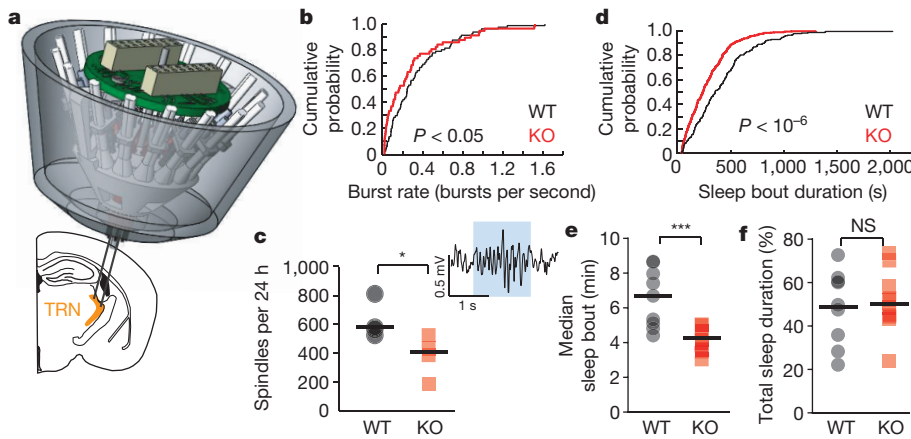 a
TRN
b
Cumulative
probability
1.0
0.8
0.6
0.4
0.2
0
0.4
0.8
1.2
1.6
P < 0.05
WT
KO
Burst rate (bursts per second)
c
Spindles per 24 h
1,000
800
600
400
200
0
*
WT
KO
0.5 mV
1 s
d
Cumulative
probability
1.0
0.8
0.6
0.4
0.2
0
500
1,000
1,500
2,000
P < 10⁻⁶
WT
KO
Sleep bout duration (s)
e
Median
sleep bout (min)
10
8
6
4
2
0
***
WT
KO
f
Total sleep duration (%)
80
60
40
20
0
NS
WT
KO